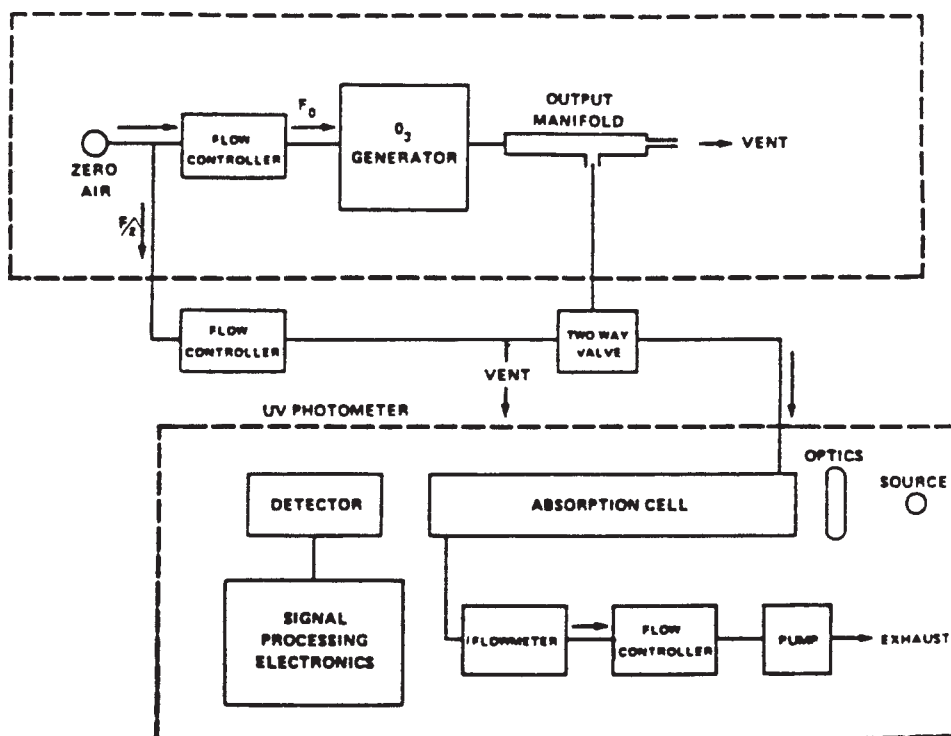 OUTPUT
MANIFOLD
F0
FLOW
CONTROLLER
O3
GENERATOR
VENT
ZERO
AIR
F/2
FLOW
CONTROLLER
TWO WAY
VALVE
VENT
UV PHOTOMETER
OPTICS
SOURCE
DETECTOR
ABSORPTION CELL
SIGNAL
PROCESSING
ELECTRONICS
FLOWMETER
FLOW
CONTROLLER
PUMP
EXHAUST